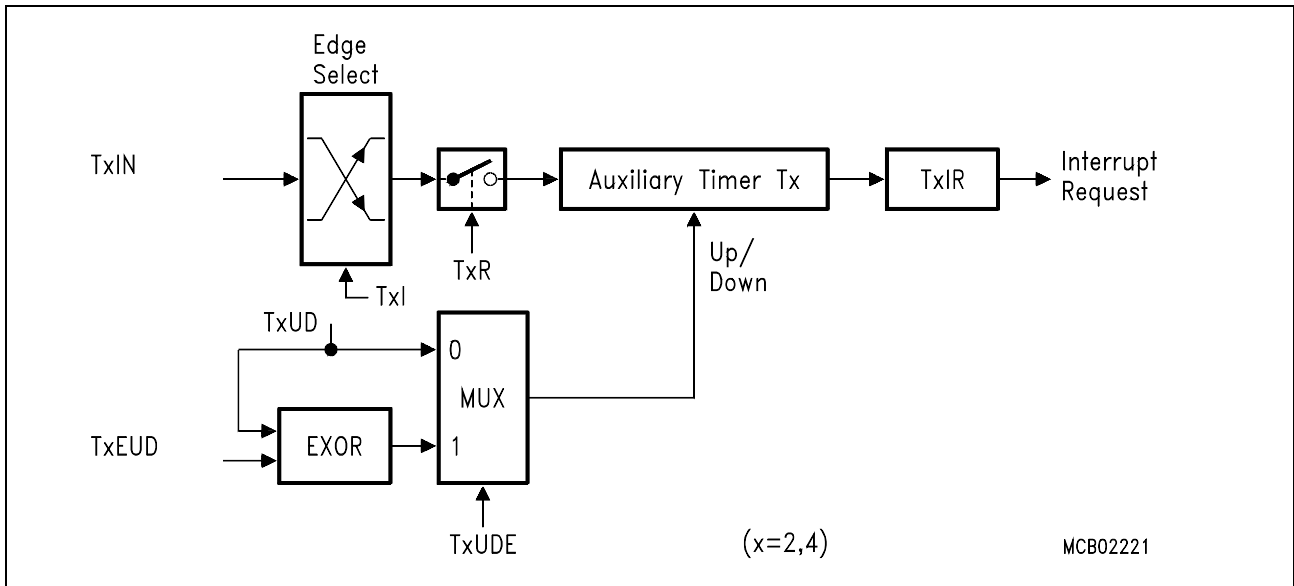 Edge
Select
TxIN
Auxiliary Timer Tx
TxIR
Interrupt
Request
TxR
Up/
Down
TxI
TxUD
0
MUX
TxEUD
EXOR
1
TxUDE
(x=2,4)
MCB02221